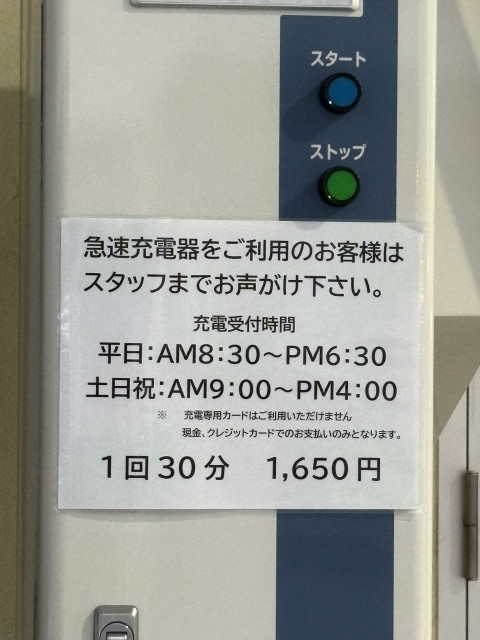 スタート
ストップ
急速充電器をご利用のお客様は
スタッフまでお声がけ下さい。
充電受付時間
平日：AM8：30～PM6：30
土日祝：AM9：00～PM4：00
※ 充電専用カードはご利用いただけません
現金、クレジットカードでのお支払いのみとなります。
1回30分 1,650円